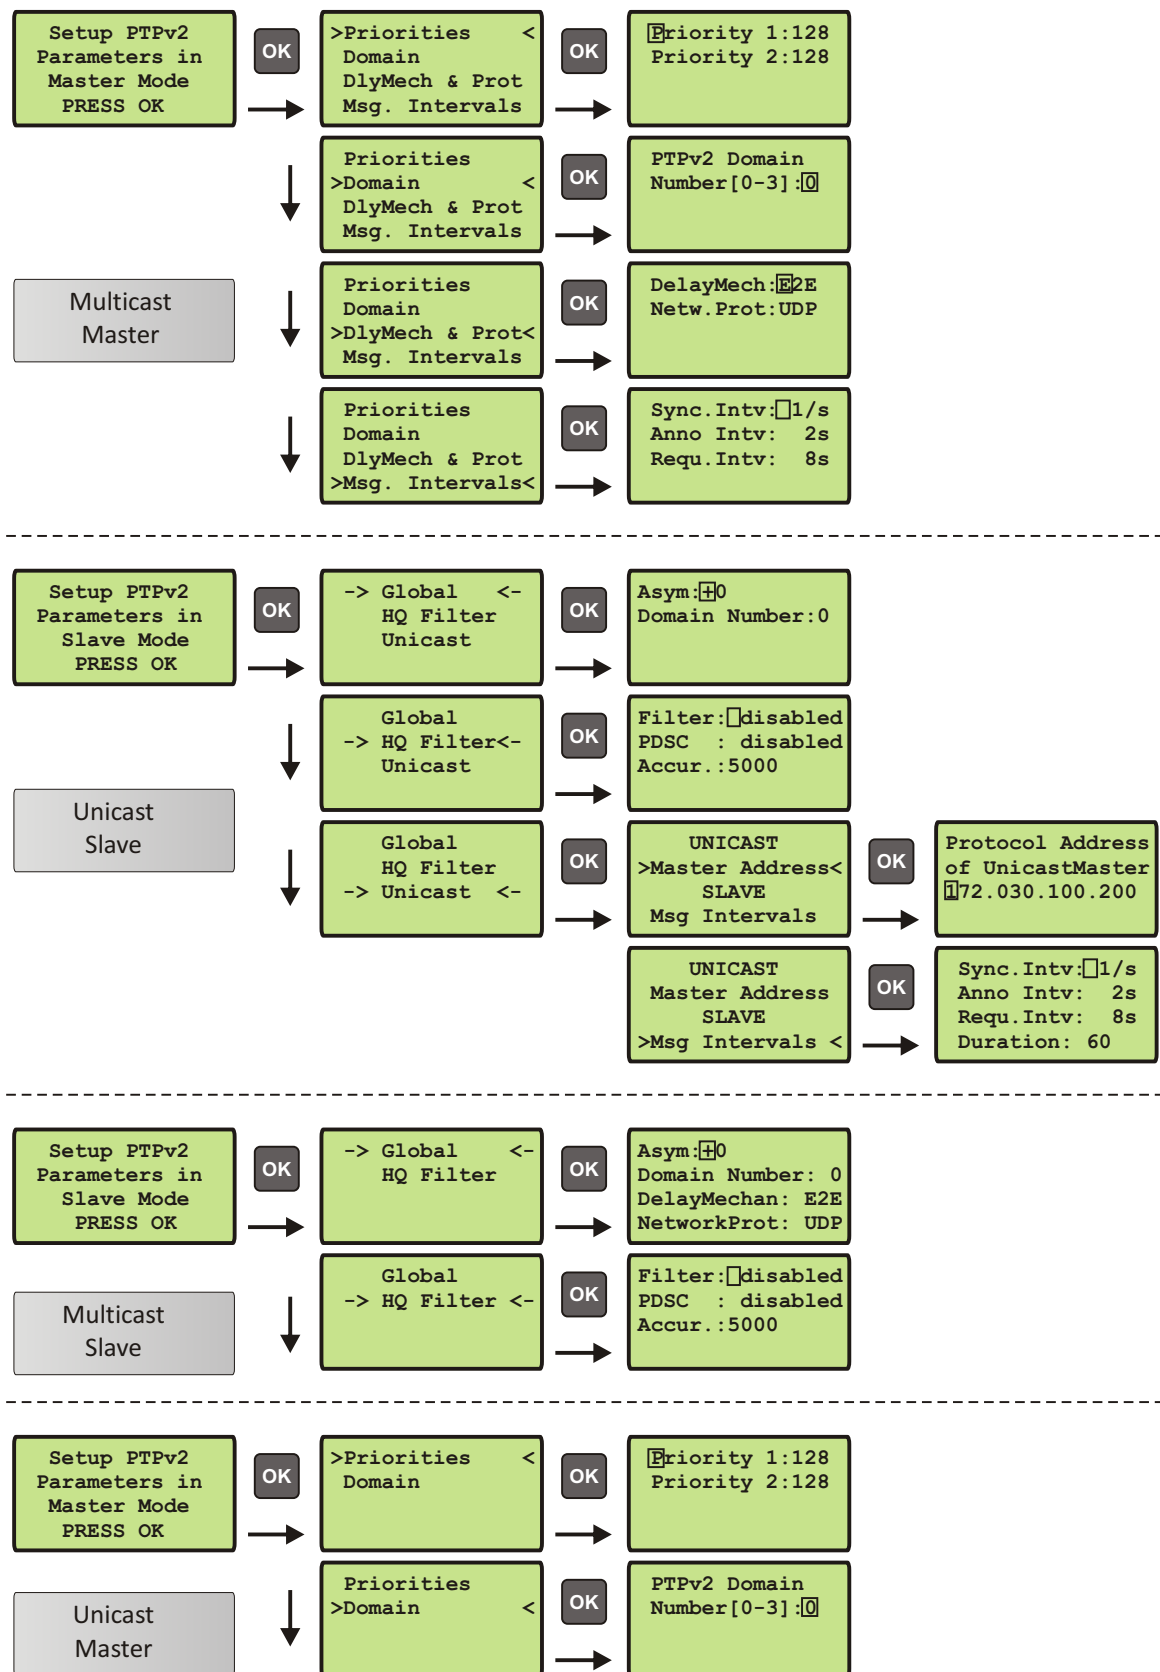 Setup PTPv2
Parameters in
Master Mode
PRESS OK
OK
>Priorities <
Domain
DlyMech & Prot
Msg. Intervals
OK
Priority 1:128
Priority 2:128
Priorities
>Domain <
DlyMech & Prot
Msg. Intervals
OK
PTPv2 Domain
Number[0-3]:0
Multicast
Master
Priorities
Domain
>DlyMech & Prot<
Msg. Intervals
OK
DelayMech:E2E
Netw.Prot:UDP
Priorities
Domain
DlyMech & Prot
>Msg. Intervals<
OK
Sync.Intv: 1/s
Anno Intv: 2s
Requ.Intv: 8s
Setup PTPv2
Parameters in
Slave Mode
PRESS OK
OK
-> Global <-
HQ Filter
Unicast
OK
Asym:+0
Domain Number:0
Global
-> HQ Filter<-
Unicast
OK
Filter: disabled
PDSC : disabled
Accur.:5000
Unicast
Slave
Global
HQ Filter
-> Unicast <-
OK
UNICAST
>Master Address<
SLAVE
Msg Intervals
OK
Protocol Address
of UnicastMaster
172.030.100.200
UNICAST
Master Address
SLAVE
>Msg Intervals <
OK
Sync.Intv: 1/s
Anno Intv: 2s
Requ.Intv: 8s
Duration: 60
Setup PTPv2
Parameters in
Slave Mode
PRESS OK
OK
-> Global <-
HQ Filter
OK
Asym:+0
Domain Number: 0
DelayMechan: E2E
NetworkProt: UDP
Multicast
Slave
Global
-> HQ Filter <-
OK
Filter: disabled
PDSC : disabled
Accur.:5000
Setup PTPv2
Parameters in
Master Mode
PRESS OK
OK
>Priorities <
Domain
OK
Priority 1:128
Priority 2:128
Unicast
Master
Priorities
>Domain <
OK
PTPv2 Domain
Number[0-3]:0